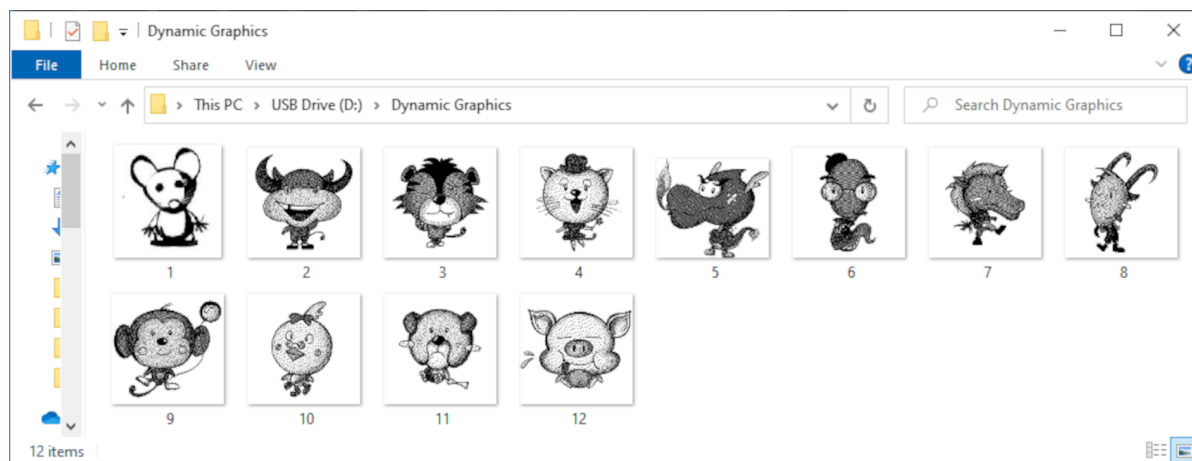 Dynamic Graphics
File Home Share View
This PC > USB Drive (D:) > Dynamic Graphics
Search Dynamic Graphics
1 2 3 4 5 6 7 8
9 10 11 12
12 items